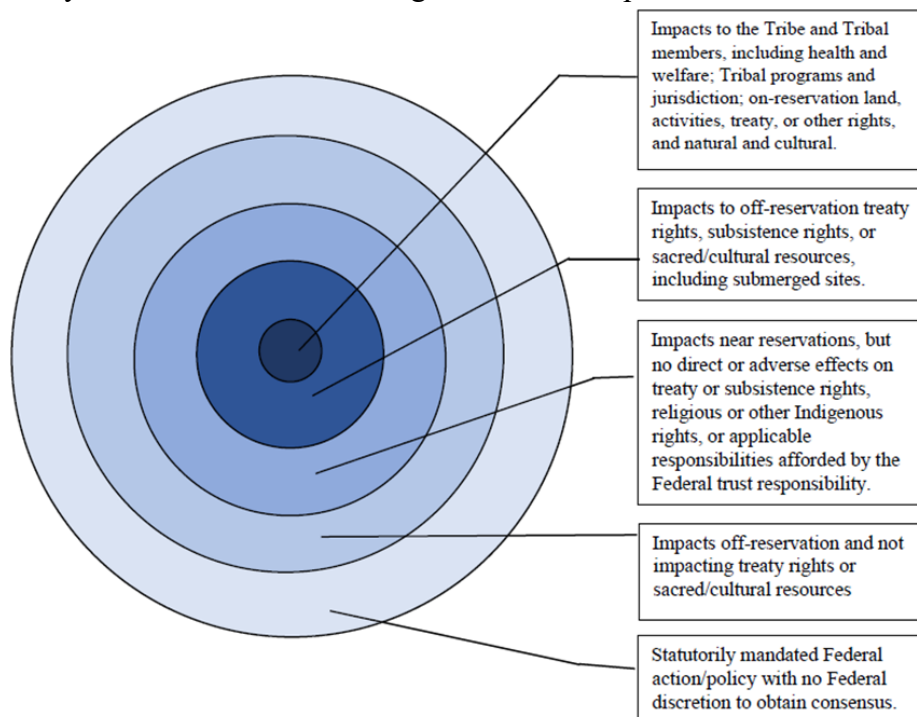 Impacts to the Tribe and Tribal
members, including health and
welfare; Tribal programs and
jurisdiction; on-reservation land,
activities, treaty, or other rights,
and natural and cultural.
Impacts to off-reservation treaty
rights, subsistence rights, or
sacred/cultural resources,
including submerged sites.
Impacts near reservations, but
no direct or adverse effects on
treaty or subsistence rights,
religious or other Indigenous
rights, or applicable
responsibilities afforded by the
Federal trust responsibility.
Impacts off-reservation and not
impacting treaty rights or
sacred/cultural resources
Statutorily mandated Federal
action/policy with no Federal
discretion to obtain consensus.